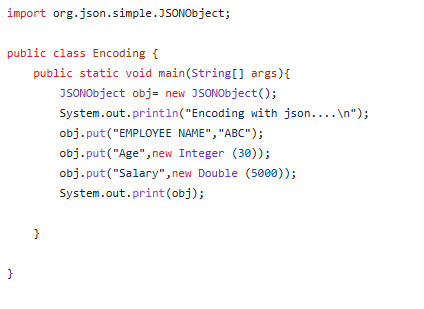 import org.json.simple.JSONObject;
public class Encoding {
public static void main(String[] args){
JSONObject obj= new JSONObject();
System.out.println("Encoding with json....\n");
obj.put("EMPLOYEE NAME","ABC");
obj.put("Age",new Integer (30));
obj.put("Salary",new Double (5000));
System.out.print(obj);
}
}